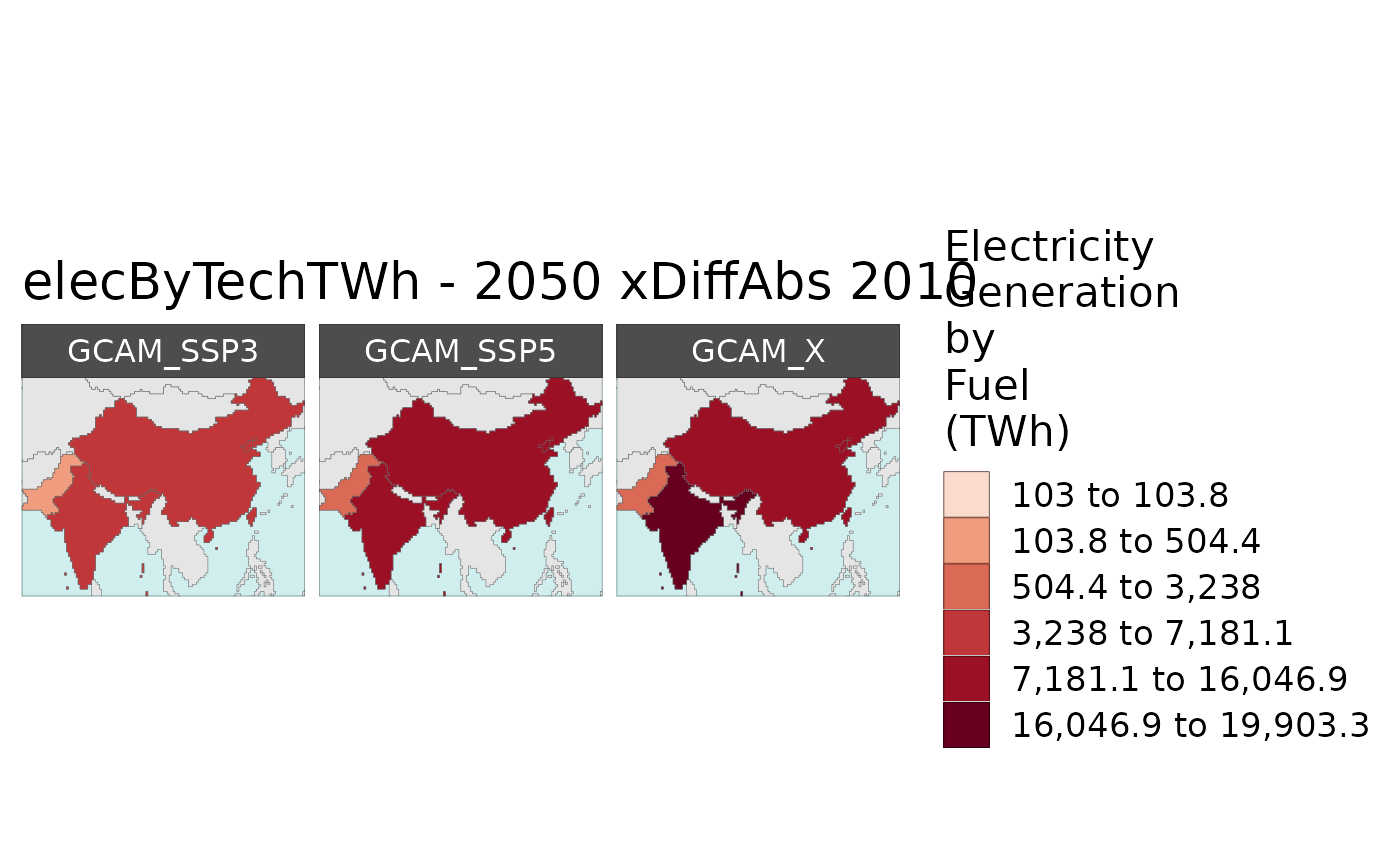 elecByTechTWh - 2050 xDiffAbs 2010
GCAM_SSP3
GCAM_SSP5
GCAM_X
Electricity
Generation
by
Fuel
(TWh)
103 to 103.8
103.8 to 504.4
504.4 to 3,238
3,238 to 7,181.1
7,181.1 to 16,046.9
16,046.9 to 19,903.3